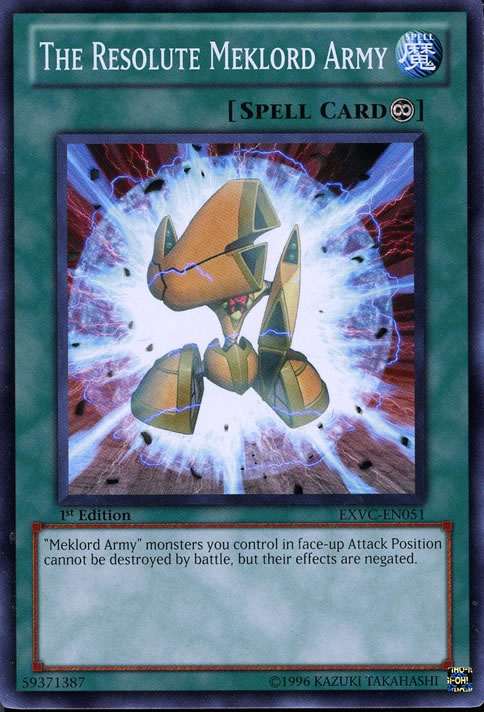 THE RESOLUTE MEKLORD ARMY
SPELL
魔
[SPELL CARD]
1st Edition
EXVC-EN051
"Meklord Army" monsters you control in face-up Attack Position
cannot be destroyed by battle, but their effects are negated.
59371387
©1996 KAZUKI TAKAHASHI